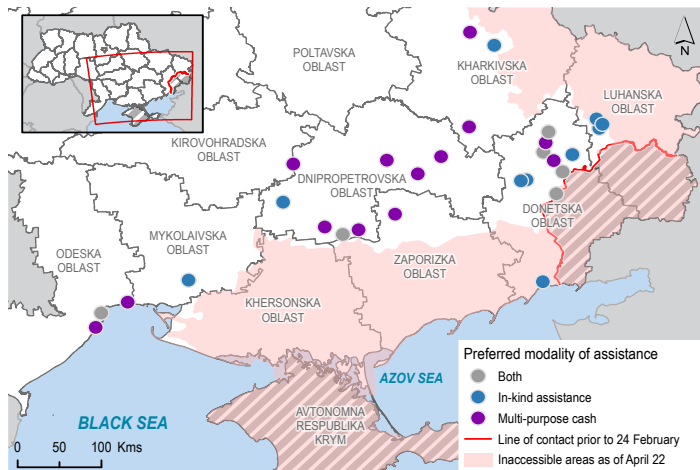 N
POLTAVSKA
OBLAST
KHARKIVSKA
OBLAST
LUHANSKA
OBLAST
KIROVOHRADSKA
OBLAST
DNIPROPETROVSKA
OBLAST
DONETSKA
OBLAST
MYKOLAIVSKA
OBLAST
ODESKA
OBLAST
ZAPORIZKA
OBLAST
KHERSONSKA
OBLAST
AZOV SEA
BLACK SEA
AVTONOMNA
RESPUBLIKA
KRYM
0 50 100
Kms
Preferred modality of assistance
Both
In-kind assistance
Multi-purpose cash
Line of contact prior to 24 February
Inaccessible areas as of April 22